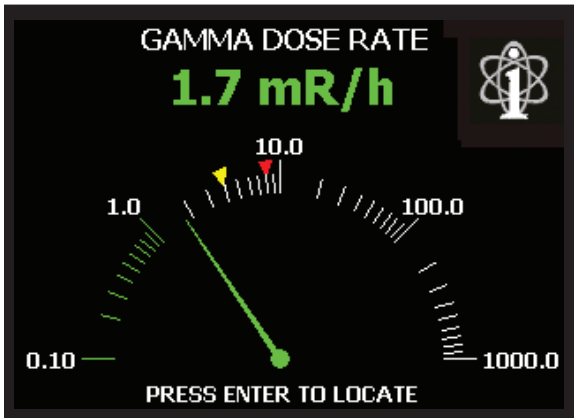 GAMMA DOSE RATE
1.7 mR/h
i
10.0
1.0
100.0
0.10
1000.0
PRESS ENTER TO LOCATE